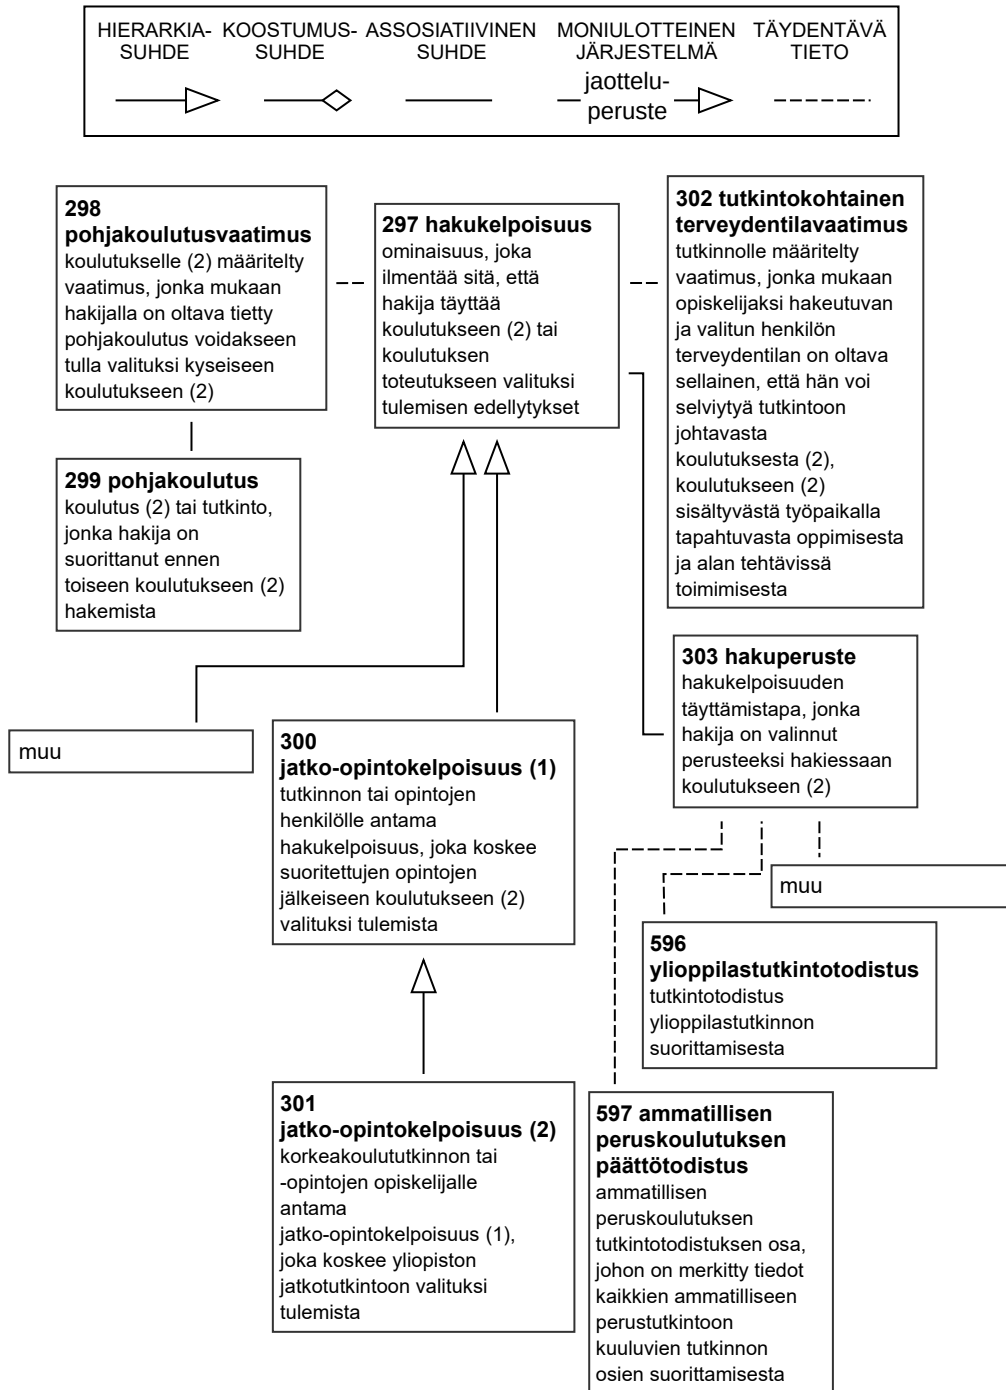 HIERARKIA-
SUHDE
KOOSTUMUS-
SUHDE
ASSOSIATIIVINEN
SUHDE
MONIULOTTEINEN
JÄRJESTELMÄ
jaottelu-
peruste
TÄYDENTÄVÄ
TIETO
298
pohjakoulutusvaatimus
koulutukselle (2) määritelty
vaatimus, jonka mukaan
hakijalla on oltava tietty
pohjakoulutus voidakseen
tulla valituksi kyseiseen
koulutukseen (2)
297 hakukelpoisuus
ominaisuus, joka
ilmentää sitä, että
hakija täyttää
koulutukseen (2) tai
koulutuksen
toteutukseen valituksi
tulemisen edellytykset
302 tutkintokohtainen
terveydentilavaatimus
tutkinnolle määritelty
vaatimus, jonka mukaan
opiskelijaksi hakeutuvan
ja valitun henkilön
terveydentilan on oltava
sellainen, että hän voi
selviytyä tutkintoon
johtavasta
koulutuksesta (2),
koulutukseen (2)
sisältyvästä työpaikalla
tapahtuvasta oppimisesta
ja alan tehtävissä
toimimisesta
299 pohjakoulutus
koulutus (2) tai tutkinto,
jonka hakija on
suorittanut ennen
toiseen koulutukseen (2)
hakemista
303 hakuperuste
hakukelpoisuuden
täyttämistapa, jonka
hakija on valinnut
perusteeksi hakiessaan
koulutukseen (2)
muu
300
jatko-opintokelpoisuus (1)
tutkinnon tai opintojen
henkilölle antama
hakukelpoisuus, joka koskee
suoritettujen opintojen
jälkeiseen koulutukseen (2)
valituksi tulemista
muu
596
ylioppilastutkintotodistus
tutkintotodistus
ylioppilastutkinnon
suorittamisesta
301
jatko-opintokelpoisuus (2)
korkeakoulututkinnon tai
-opintojen opiskelijalle
antama
jatko-opintokelpoisuus (1),
joka koskee yliopiston
jatkotutkintoon valituksi
tulemista
597 ammatillisen
peruskoulutuksen
päättötodistus
ammatillisen
peruskoulutuksen
tutkintotodistuksen osa,
johon on merkitty tiedot
kaikkien ammatilliseen
perustutkintoon
kuuluvien tutkinnon
osien suorittamisesta